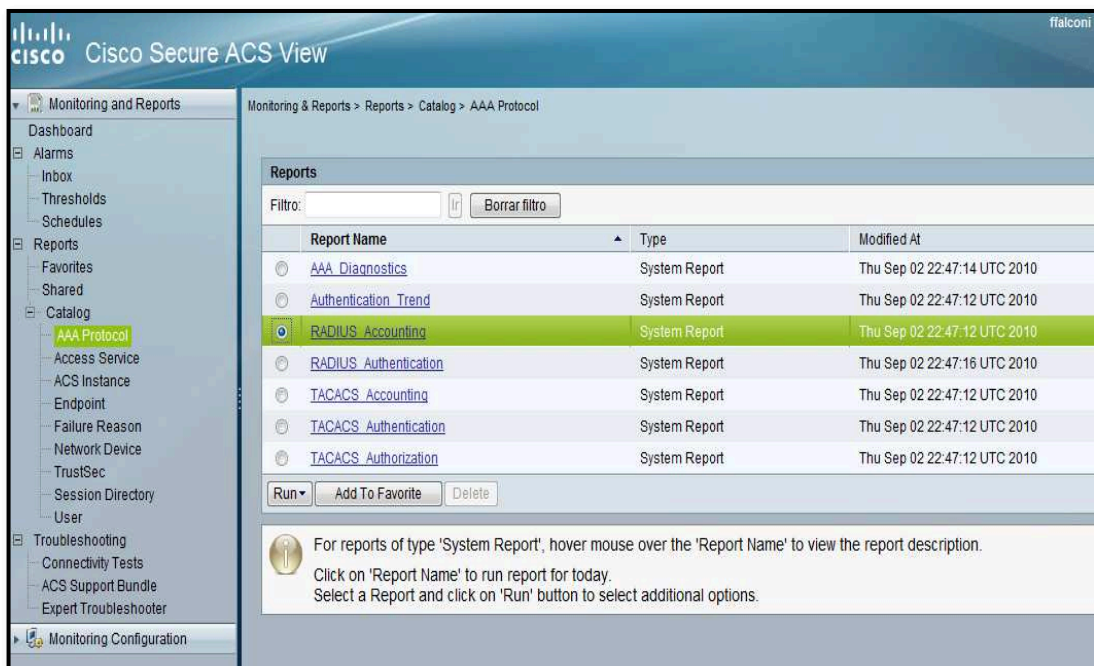 ffalconi
CISCO Cisco Secure ACS View
Monitoring and Reports
Dashboard
Alarms
Inbox
Thresholds
Schedules
Reports
Favorites
Shared
Catalog
AAA Protocol
Access Service
ACS Instance
Endpoint
Failure Reason
Network Device
TrustSec
Session Directory
User
Troubleshooting
Connectivity Tests
ACS Support Bundle
Expert Troubleshooter
Monitoring Configuration
Monitoring & Reports > Reports > Catalog > AAA Protocol
Reports
Filtro: Ir Borrar filtro
Report Name Type Modified At
AAA_Diagnostics System Report Thu Sep 02 22:47:14 UTC 2010
Authentication_Trend System Report Thu Sep 02 22:47:12 UTC 2010
RADIUS_Accounting System Report Thu Sep 02 22:47:12 UTC 2010
RADIUS_Authentication System Report Thu Sep 02 22:47:16 UTC 2010
TACACS_Accounting System Report Thu Sep 02 22:47:12 UTC 2010
TACACS_Authentication System Report Thu Sep 02 22:47:12 UTC 2010
TACACS_Authorization System Report Thu Sep 02 22:47:12 UTC 2010
Run Add To Favorite Delete
For reports of type 'System Report', hover mouse over the 'Report Name' to view the report description.
Click on 'Report Name' to run report for today.
Select a Report and click on 'Run' button to select additional options.